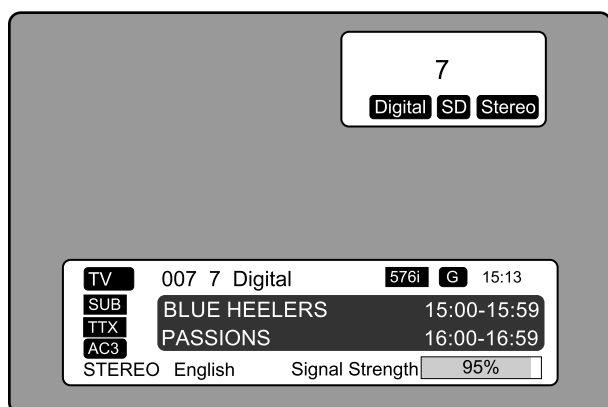 7
Digital SD Stereo
TV 007 7 Digital 576i G 15:13
SUB BLUE HEELERS 15:00-15:59
TTX PASSIONS 16:00-16:59
AC3
STEREO English Signal Strength 95%